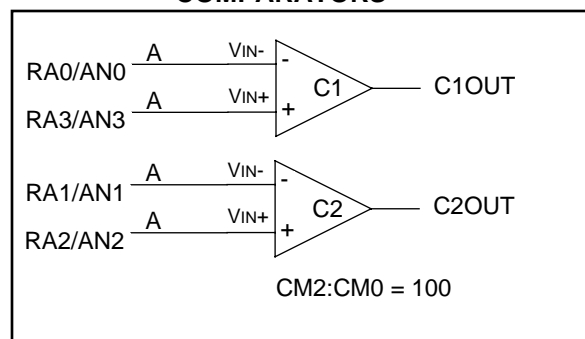 COMPARATORS
A VIN-
RA0/AN0 - C1 C1OUT
A VIN+
RA3/AN3 +
A VIN-
RA1/AN1 - C2 C2OUT
A VIN+
RA2/AN2 +
CM2:CM0 = 100